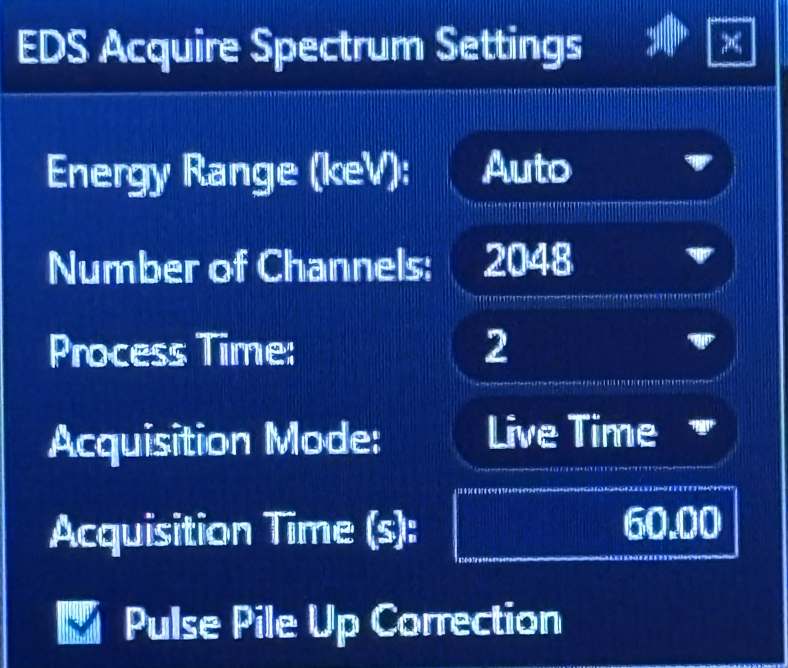 EDS Acquire Spectrum Settings
Energy Range (keV): Auto
Number of Channels: 2048
Process Time: 2
Acquisition Mode: Live Time
Acquisition Time (s): 60.00
Pulse Pile Up Correction